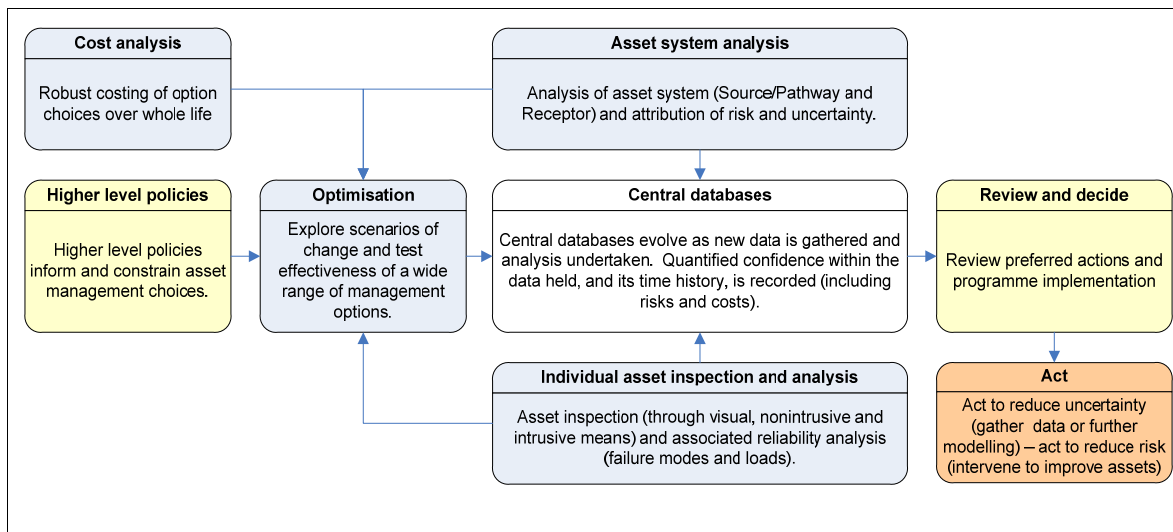 Cost analysis
Robust costing of option
choices over whole life
Asset system analysis
Analysis of asset system (Source/Pathway and
Receptor) and attribution of risk and uncertainty.
Higher level policies
Higher level policies
inform and constrain asset
management choices.
Optimisation
Explore scenarios of
change and test
effectiveness of a wide
range of management
options.
Central databases
Central databases evolve as new data is gathered and
analysis undertaken.  Quantified confidence within the
data held, and its time history, is recorded (including
risks and costs).
Review and decide
Review preferred actions and
programme implementation
Individual asset inspection and analysis
Asset inspection (through visual, nonintrusive and
intrusive means) and associated reliability analysis
(failure modes and loads).
Act
Act to reduce uncertainty
(gather  data or further
modelling) – act to reduce risk
(intervene to improve assets)